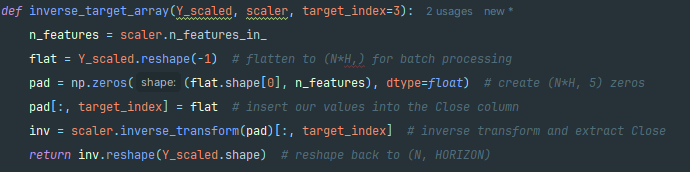 def inverse_target_array(Y_scaled, scaler, target_index=3): 2 usages new *
n_features = scaler.n_features_in_
flat = Y_scaled.reshape(-1) # flatten to (N*H,) for batch processing
pad = np.zeros( shape: (flat.shape[0], n_features), dtype=float) # create (N*H, 5) zeros
pad[:, target_index] = flat # insert our values into the Close column
inv = scaler.inverse_transform(pad)[:, target_index] # inverse transform and extract Close
return inv.reshape(Y_scaled.shape) # reshape back to (N, HORIZON)